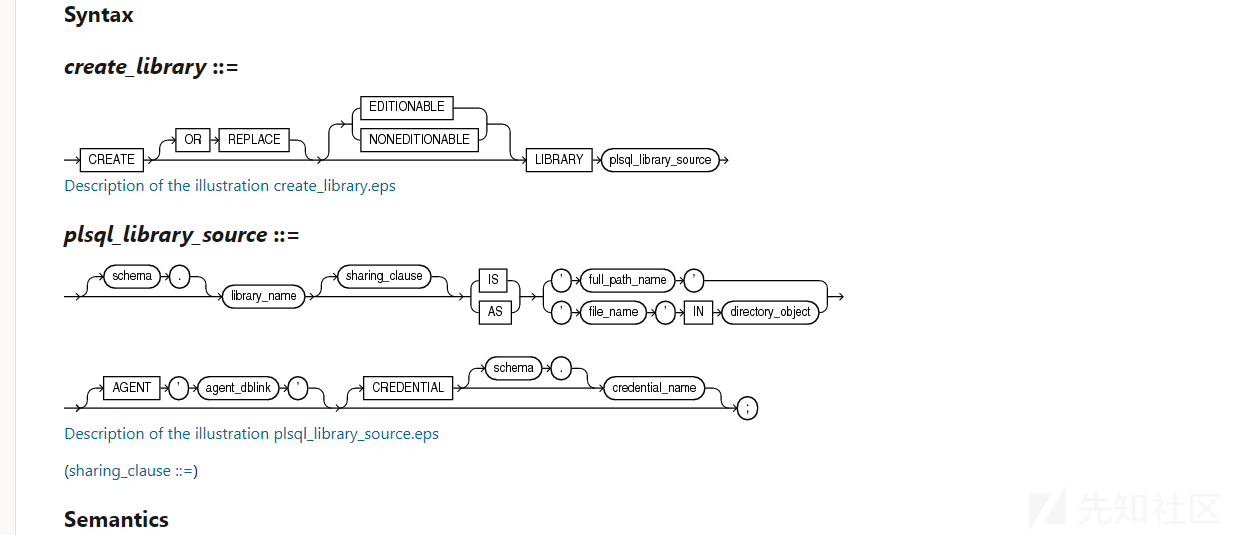 Syntax
create_library ::=
EDITIONABLE
OR REPLACE NONEDITIONABLE
CREATE LIBRARY plsql_library_source
Description of the illustration create_library.eps
plsql_library_source ::=
schema . sharing_clause IS ' full_path_name '
library_name
AS ' file_name ' IN directory_object
schema .
AGENT ' agent_dblink ' CREDENTIAL credential_name
;
Description of the illustration plsql_library_source.eps
(sharing_clause ::=)
Semantics
先知社区